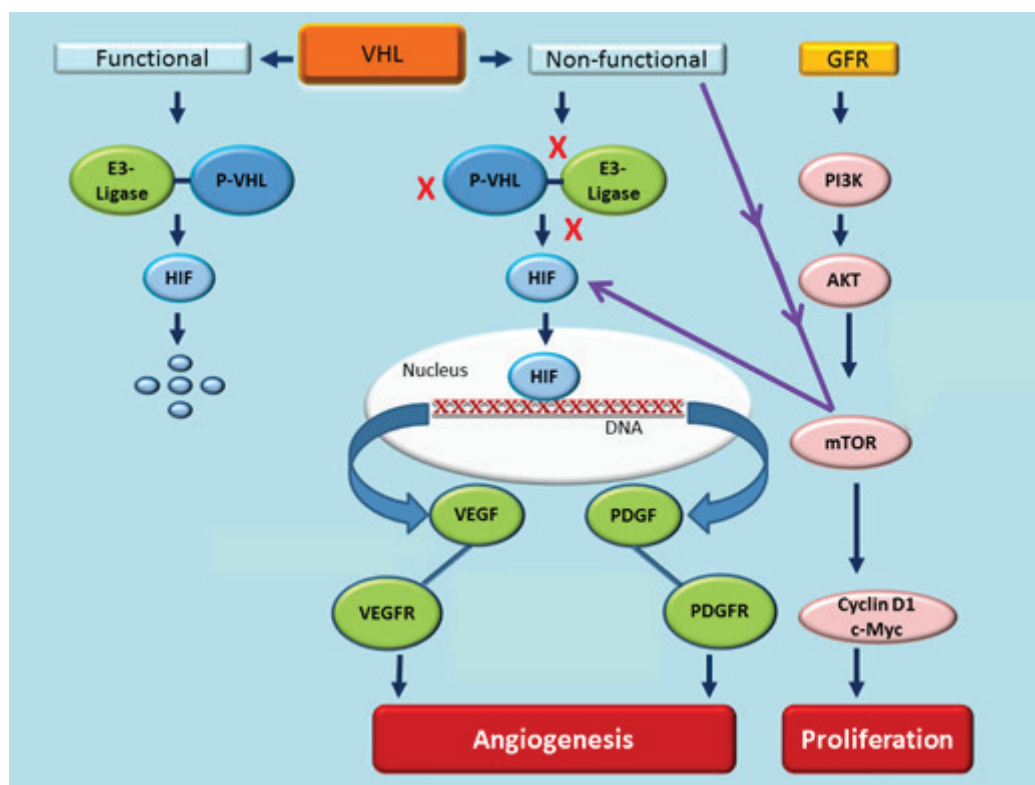 Functional
VHL
Non-functional
GFR
E3-
Ligase
P-VHL
X
P-VHL
X
E3-
Ligase
PI3K
X
HIF
HIF
AKT
Nucleus
HIF
XXXXXXXXXXXXXXXX
DNA
mTOR
VEGF
PDGF
VEGFR
PDGFR
Cyclin D1
c-Myc
Angiogenesis
Proliferation